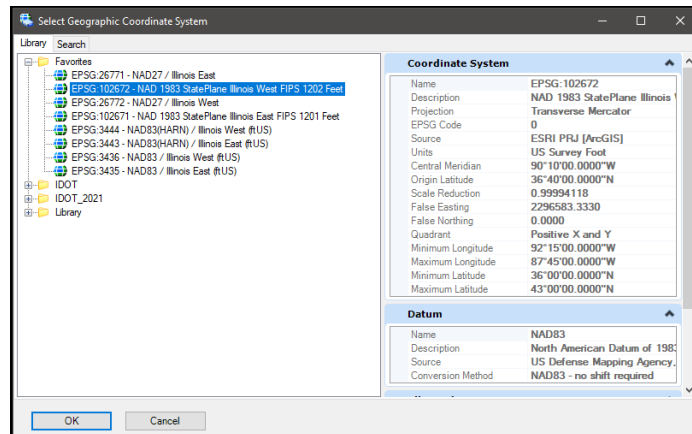 Select Geographic Coordinate System
Library Search
Favorites
EPSG:26771 - NAD27 / Illinois East
EPSG:102672 - NAD 1983 StatePlane Illinois West FIPS 1202 Feet
EPSG:26772 - NAD27 / Illinois West
EPSG:102671 - NAD 1983 StatePlane Illinois East FIPS 1201 Feet
EPSG:3444 - NAD83(HARN) / Illinois West (ftUS)
EPSG:3443 - NAD83(HARN) / Illinois East (ftUS)
EPSG:3436 - NAD83 / Illinois West (ftUS)
EPSG:3435 - NAD83 / Illinois East (ftUS)
IDOT
IDOT_2021
Library
Coordinate System
Name EPSG:102672
Description NAD 1983 StatePlane Illinois
Projection Transverse Mercator
EPSG Code 0
Source ESRI PRJ [ArcGIS]
Units US Survey Foot
Central Meridian 90°10'00.0000"W
Origin Latitude 36°40'00.0000"N
Scale Reduction 0.99994118
False Easting 2296583.3330
False Northing 0.0000
Quadrant Positive X and Y
Minimum Longitude 92°15'00.0000"W
Maximum Longitude 87°45'00.0000"W
Minimum Latitude 36°00'00.0000"N
Maximum Latitude 43°00'00.0000"N
Datum
Name NAD83
Description North American Datum of 1983
Source US Defense Mapping Agency,
Conversion Method NAD83 - no shift required
OK Cancel